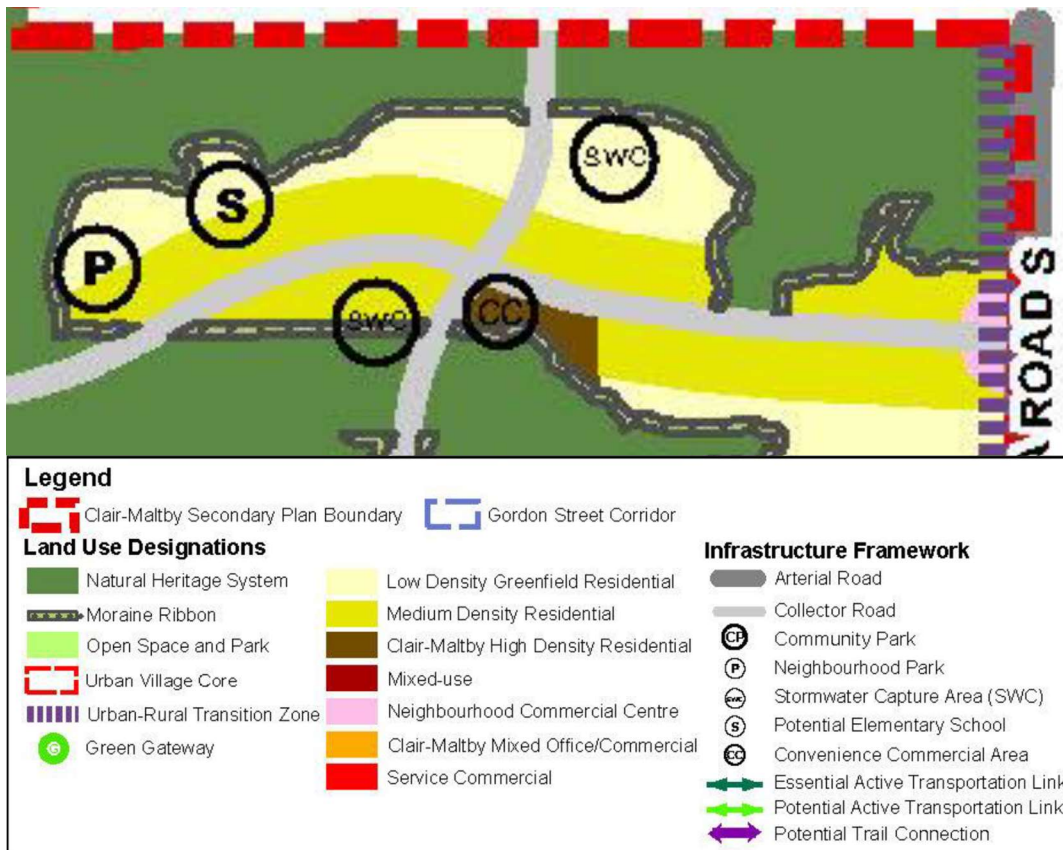 SWC
S
P
SWC
CC
ROAD S
Legend
Clair-Maltby Secondary Plan Boundary
Gordon Street Corridor
Land Use Designations
Natural Heritage System
Moraine Ribbon
Open Space and Park
Urban Village Core
Urban-Rural Transition Zone
G Green Gateway
Low Density Greenfield Residential
Medium Density Residential
Clair-Maltby High Density Residential
Mixed-use
Neighbourhood Commercial Centre
Clair-Maltby Mixed Office/Commercial
Service Commercial
Infrastructure Framework
Arterial Road
Collector Road
CP Community Park
P Neighbourhood Park
SWC Stormwater Capture Area (SWC)
S Potential Elementary School
CC Convenience Commercial Area
Essential Active Transportation Link
Potential Active Transportation Link
Potential Trail Connection